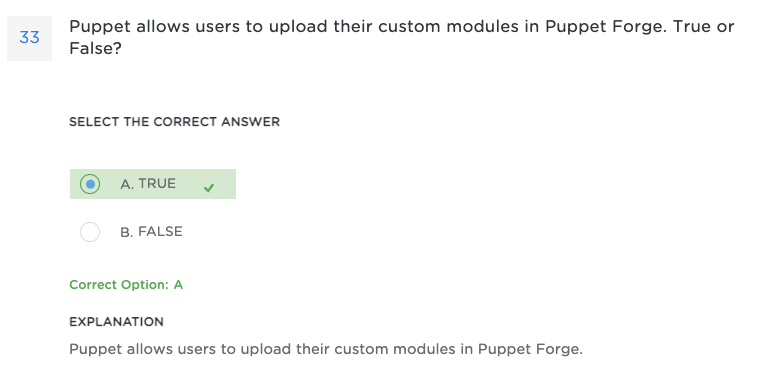 33
Puppet allows users to upload their custom modules in Puppet Forge. True or
False?
SELECT THE CORRECT ANSWER
A. TRUE
B. FALSE
Correct Option: A
EXPLANATION
Puppet allows users to upload their custom modules in Puppet Forge.